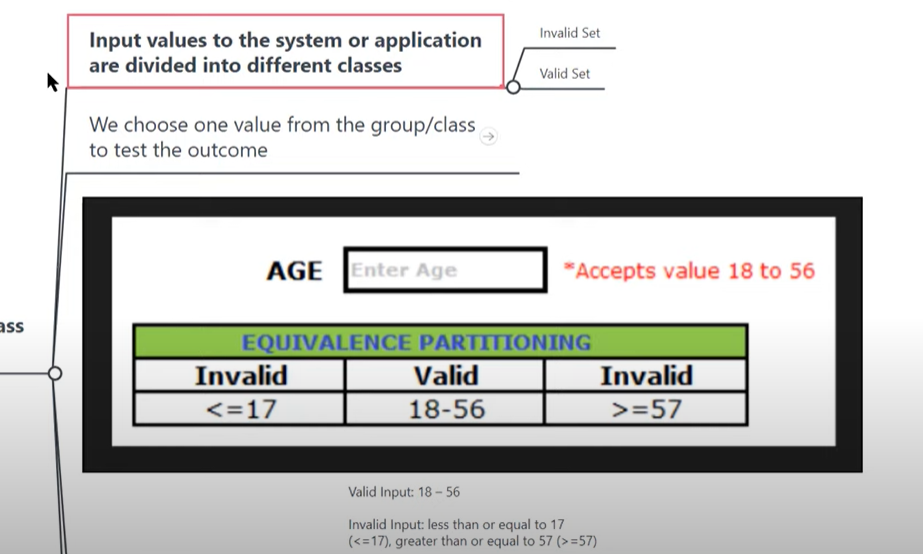 Input values to the system or application
are divided into different classes
Invalid Set
Valid Set
We choose one value from the group/class
to test the outcome
AGE Enter Age *Accepts value 18 to 56
EQUIVALENCE PARTITIONING
Invalid Valid Invalid
<=17 18-56 >=57
Valid Input: 18 – 56
Invalid Input: less than or equal to 17
(<=17), greater than or equal to 57 (>=57)